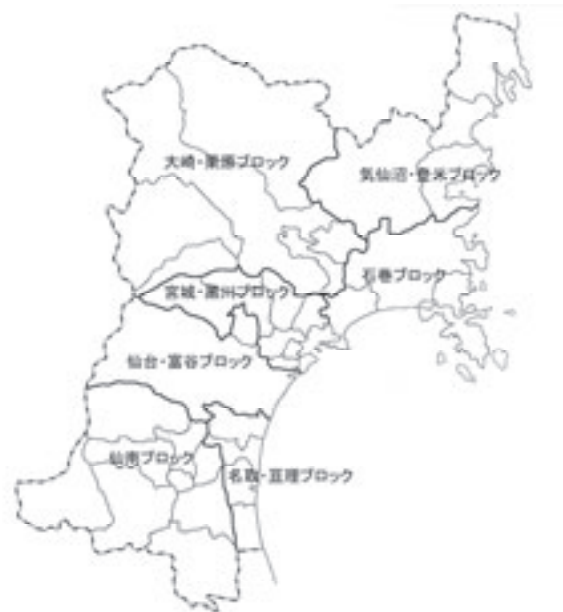 大崎・栗原ブロック
気仙沼・登米ブロック
石巻ブロック
宮城・黒川ブロック
仙台・富谷ブロック
仙南ブロック
名取・亘理ブロック